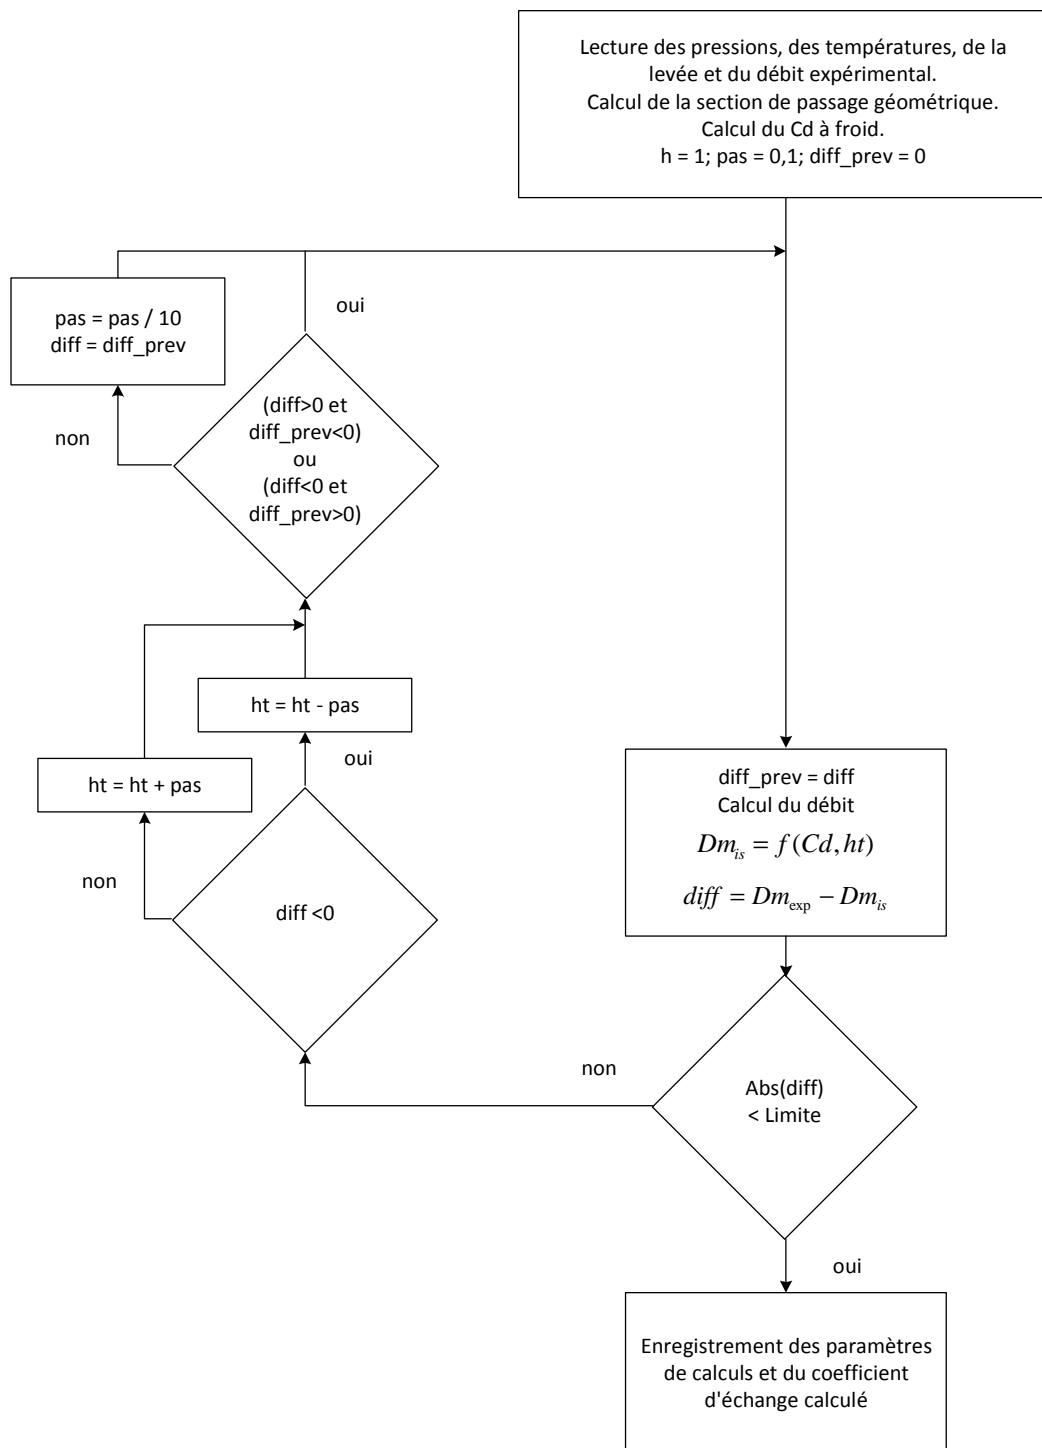 Lecture des pressions, des températures, de la
levée et du débit expérimental.
Calcul de la section de passage géométrique.
Calcul du Cd à froid.
h = 1; pas = 0,1; diff_prev = 0
oui
pas = pas / 10
diff = diff_prev
non
(diff>0 et
diff_prev<0)
ou
(diff<0 et
diff_prev>0)
ht = ht - pas
oui
ht = ht + pas
non
diff <0
diff_prev = diff
Calcul du débit
Dm_is = f(Cd, ht)
diff = Dm_exp − Dm_is
non
Abs(diff)
< Limite
oui
Enregistrement des paramètres
de calculs et du coefficient
d'échange calculé